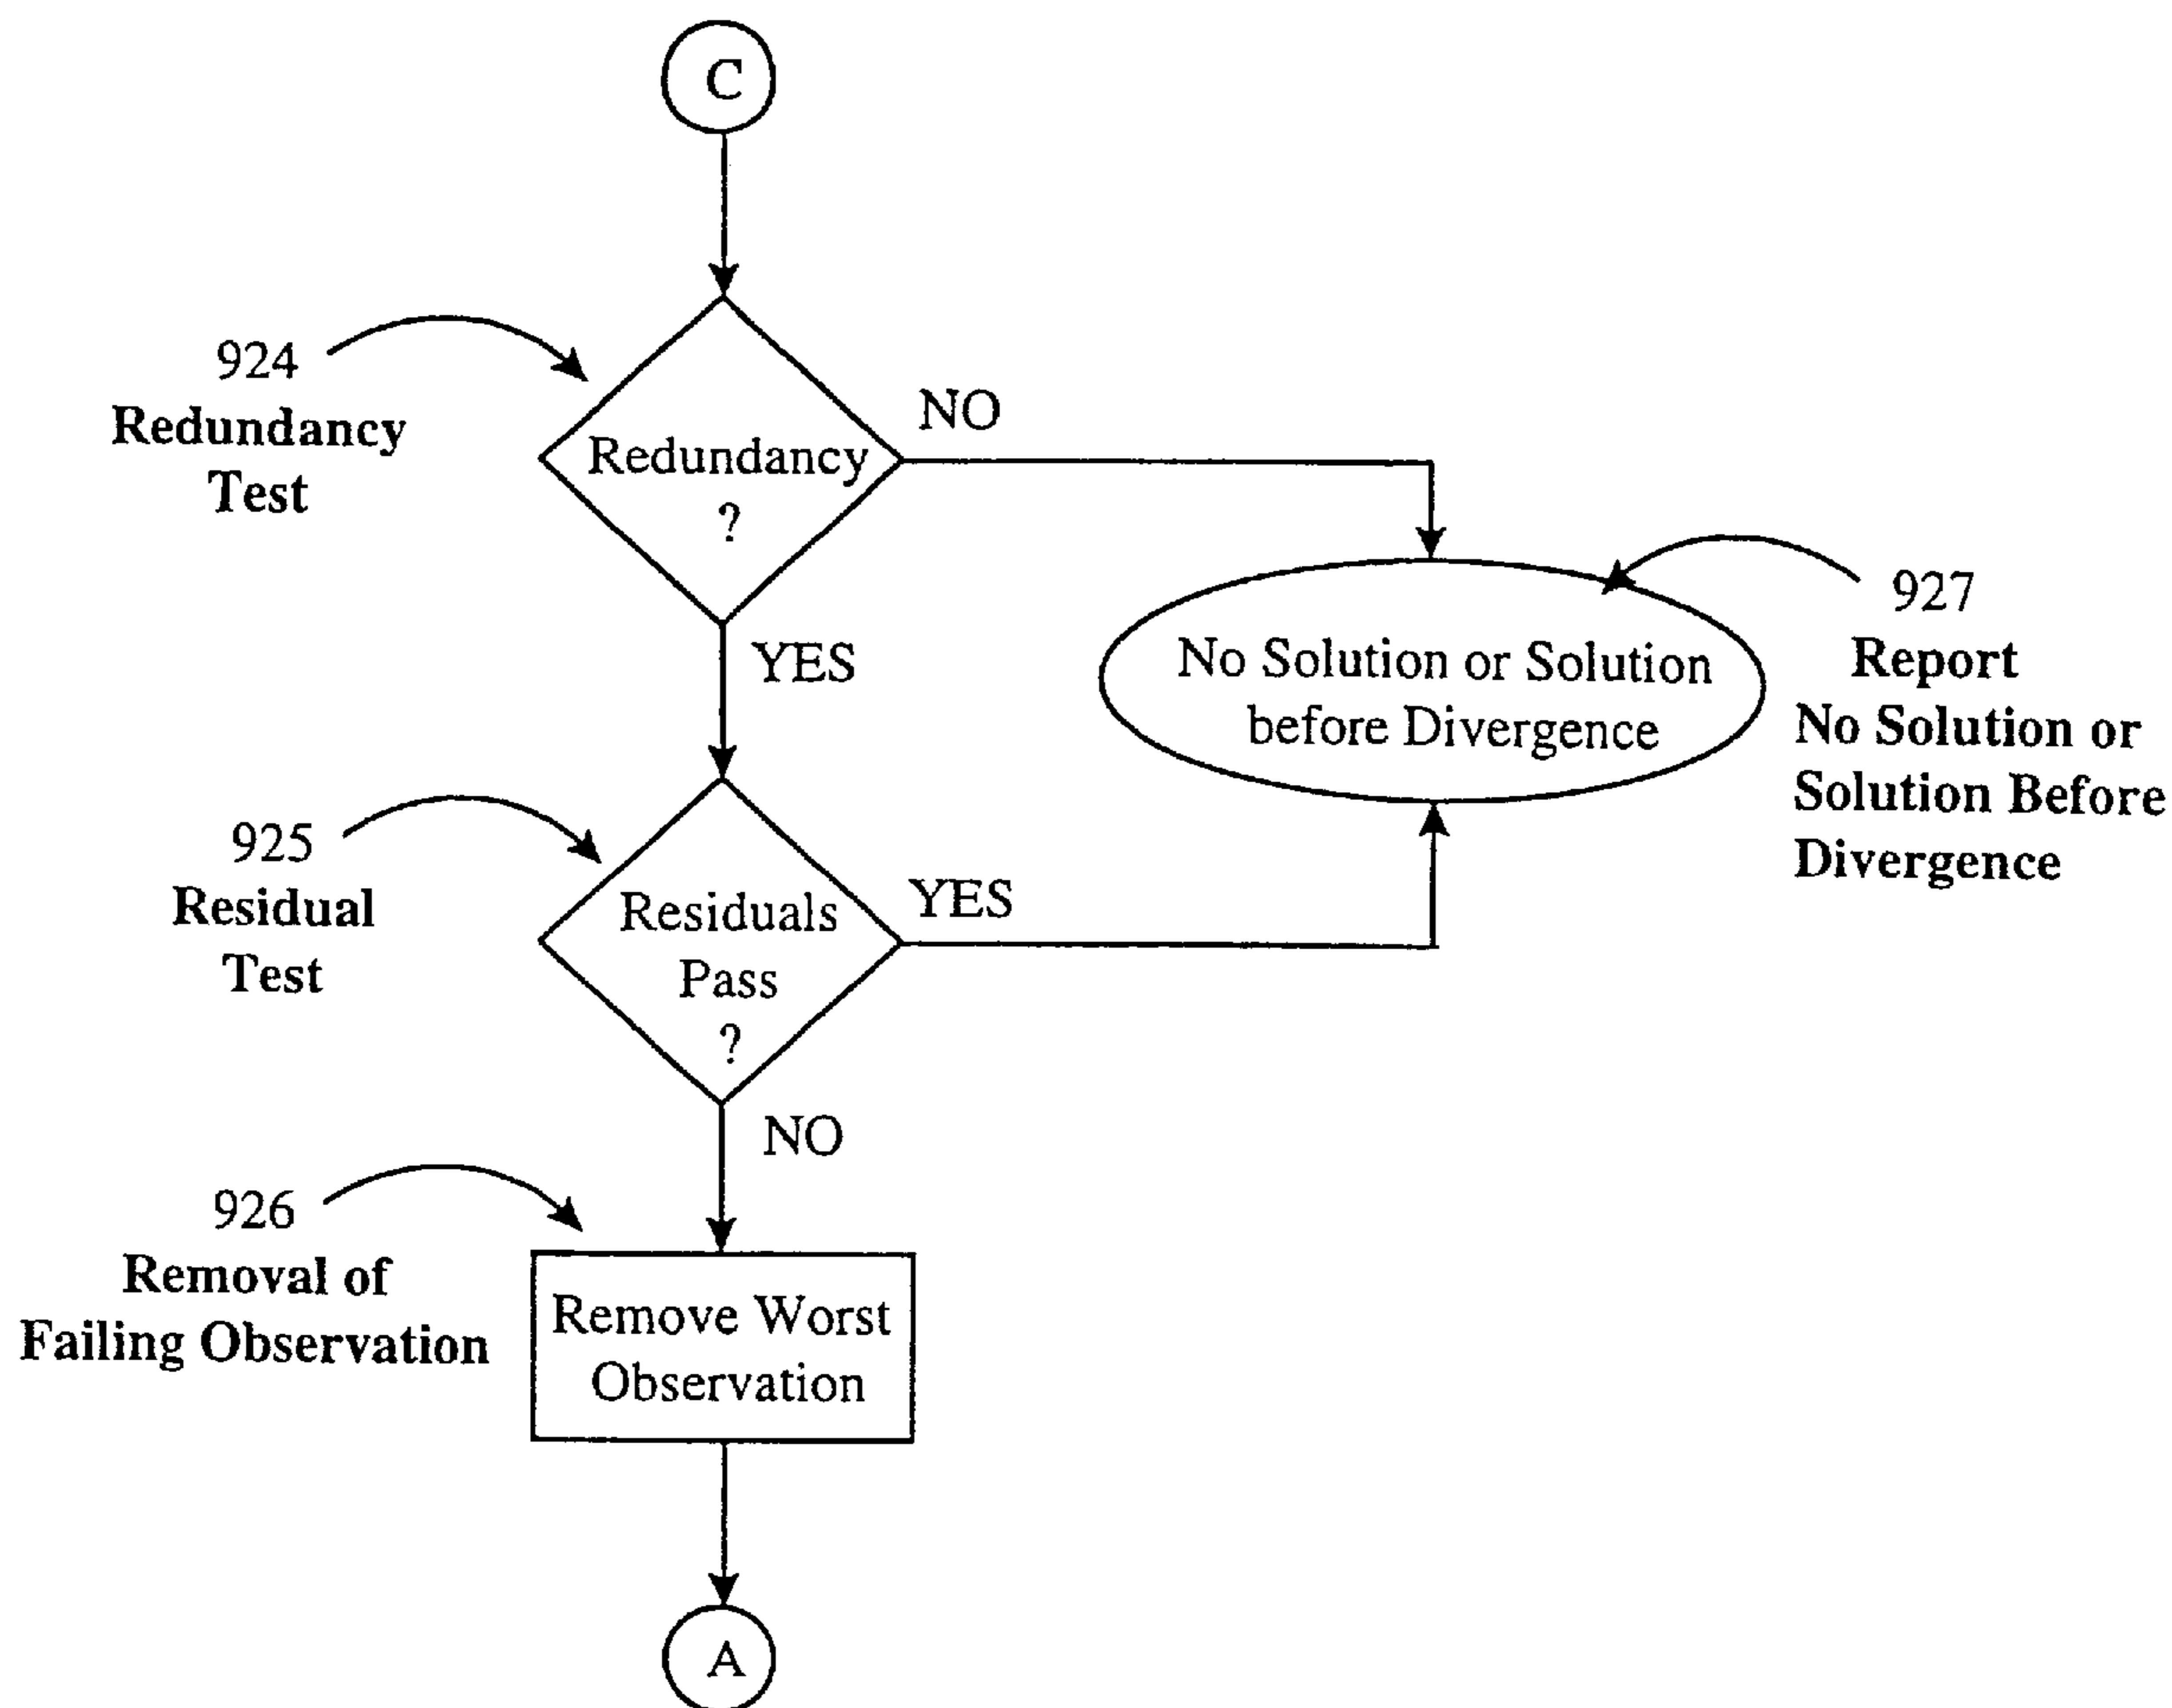 C
924
Redundancy
Test
Redundancy
?
NO
YES
No Solution or Solution
before Divergence
927
Report
No Solution or
Solution Before
Divergence
925
Residual
Test
Residuals
Pass
?
YES
NO
926
Removal of
Failing Observation
Remove Worst
Observation
A